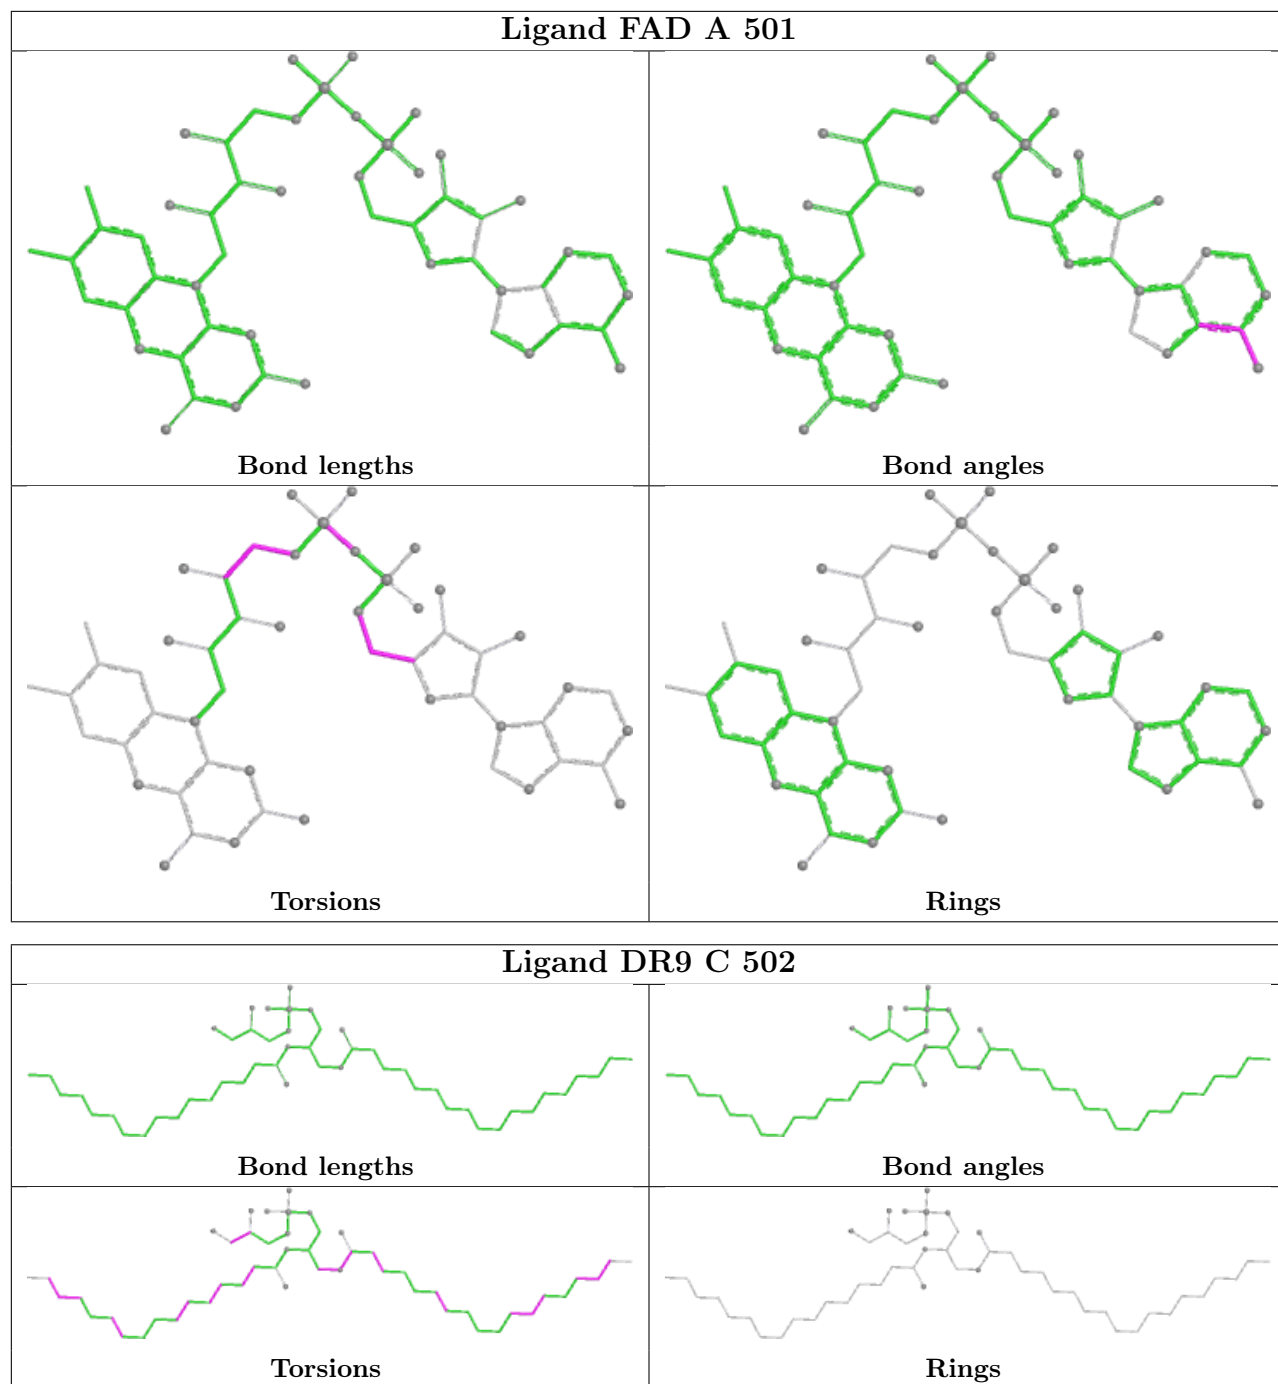 Ligand FAD A 501
Bond lengths
Bond angles
Torsions
Rings
Ligand DR9 C 502
Bond lengths
Bond angles
Torsions
Rings